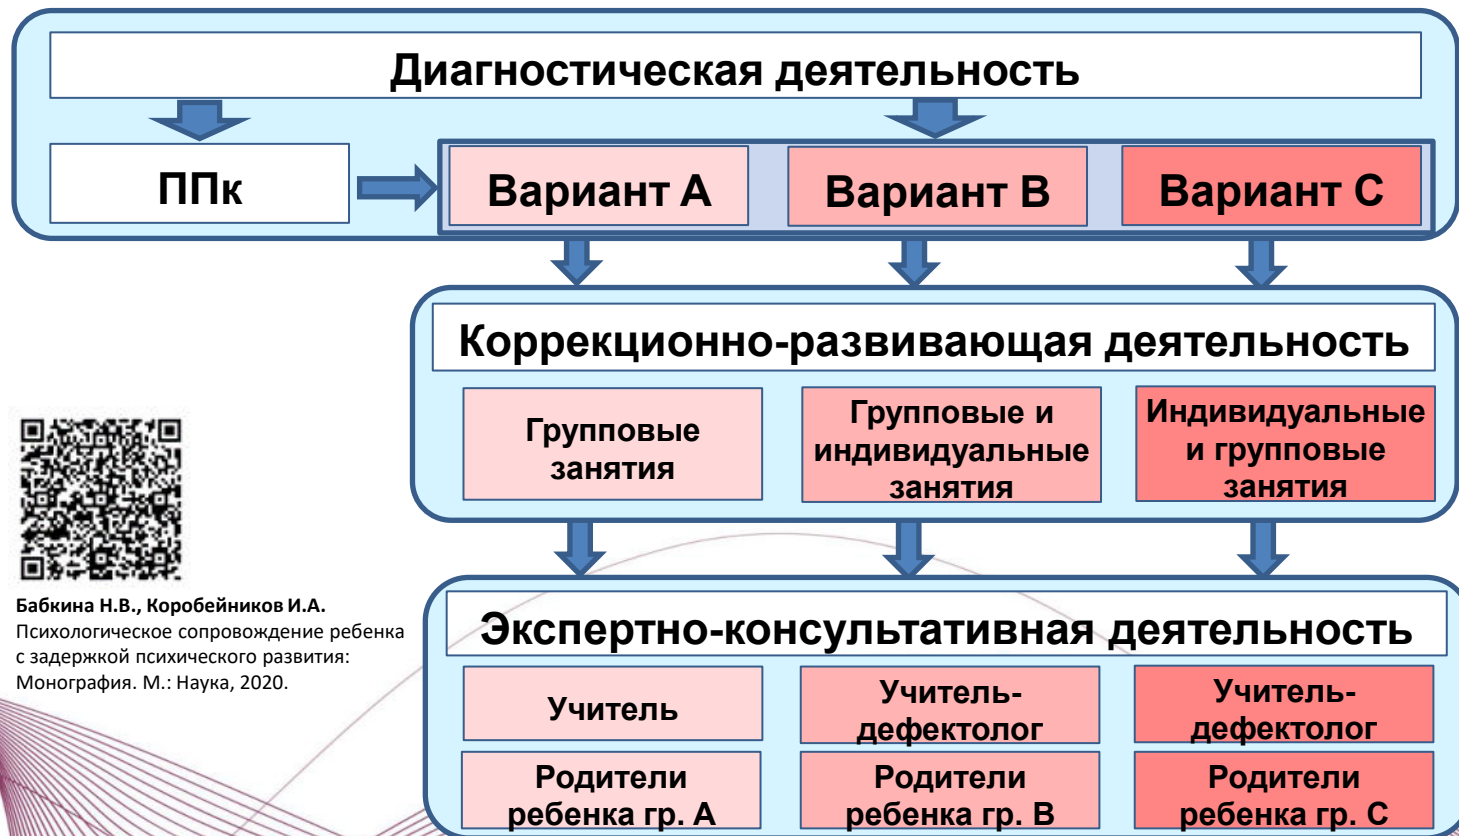 Диагностическая деятельность
ППк
Вариант А
Вариант В
Вариант С
Коррекционно-развивающая деятельность
Групповые
занятия
Групповые и
индивидуальные
занятия
Индивидуальные
и групповые
занятия
Бабкина Н.В., Коробейников И.А.
Психологическое сопровождение ребенка
с задержкой психического развития:
Монография. М.: Наука, 2020.
Экспертно-консультативная деятельность
Учитель
Учитель-
дефектолог
Учитель-
дефектолог
Родители
ребенка гр. А
Родители
ребенка гр. В
Родители
ребенка гр. С